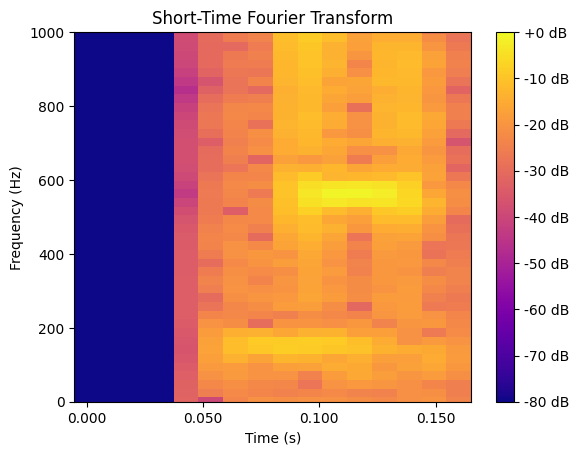 Short-Time Fourier Transform
1000
800
600
400
200
0
Frequency (Hz)
0.000
0.050
0.100
0.150
Time (s)
+0 dB
-10 dB
-20 dB
-30 dB
-40 dB
-50 dB
-60 dB
-70 dB
-80 dB